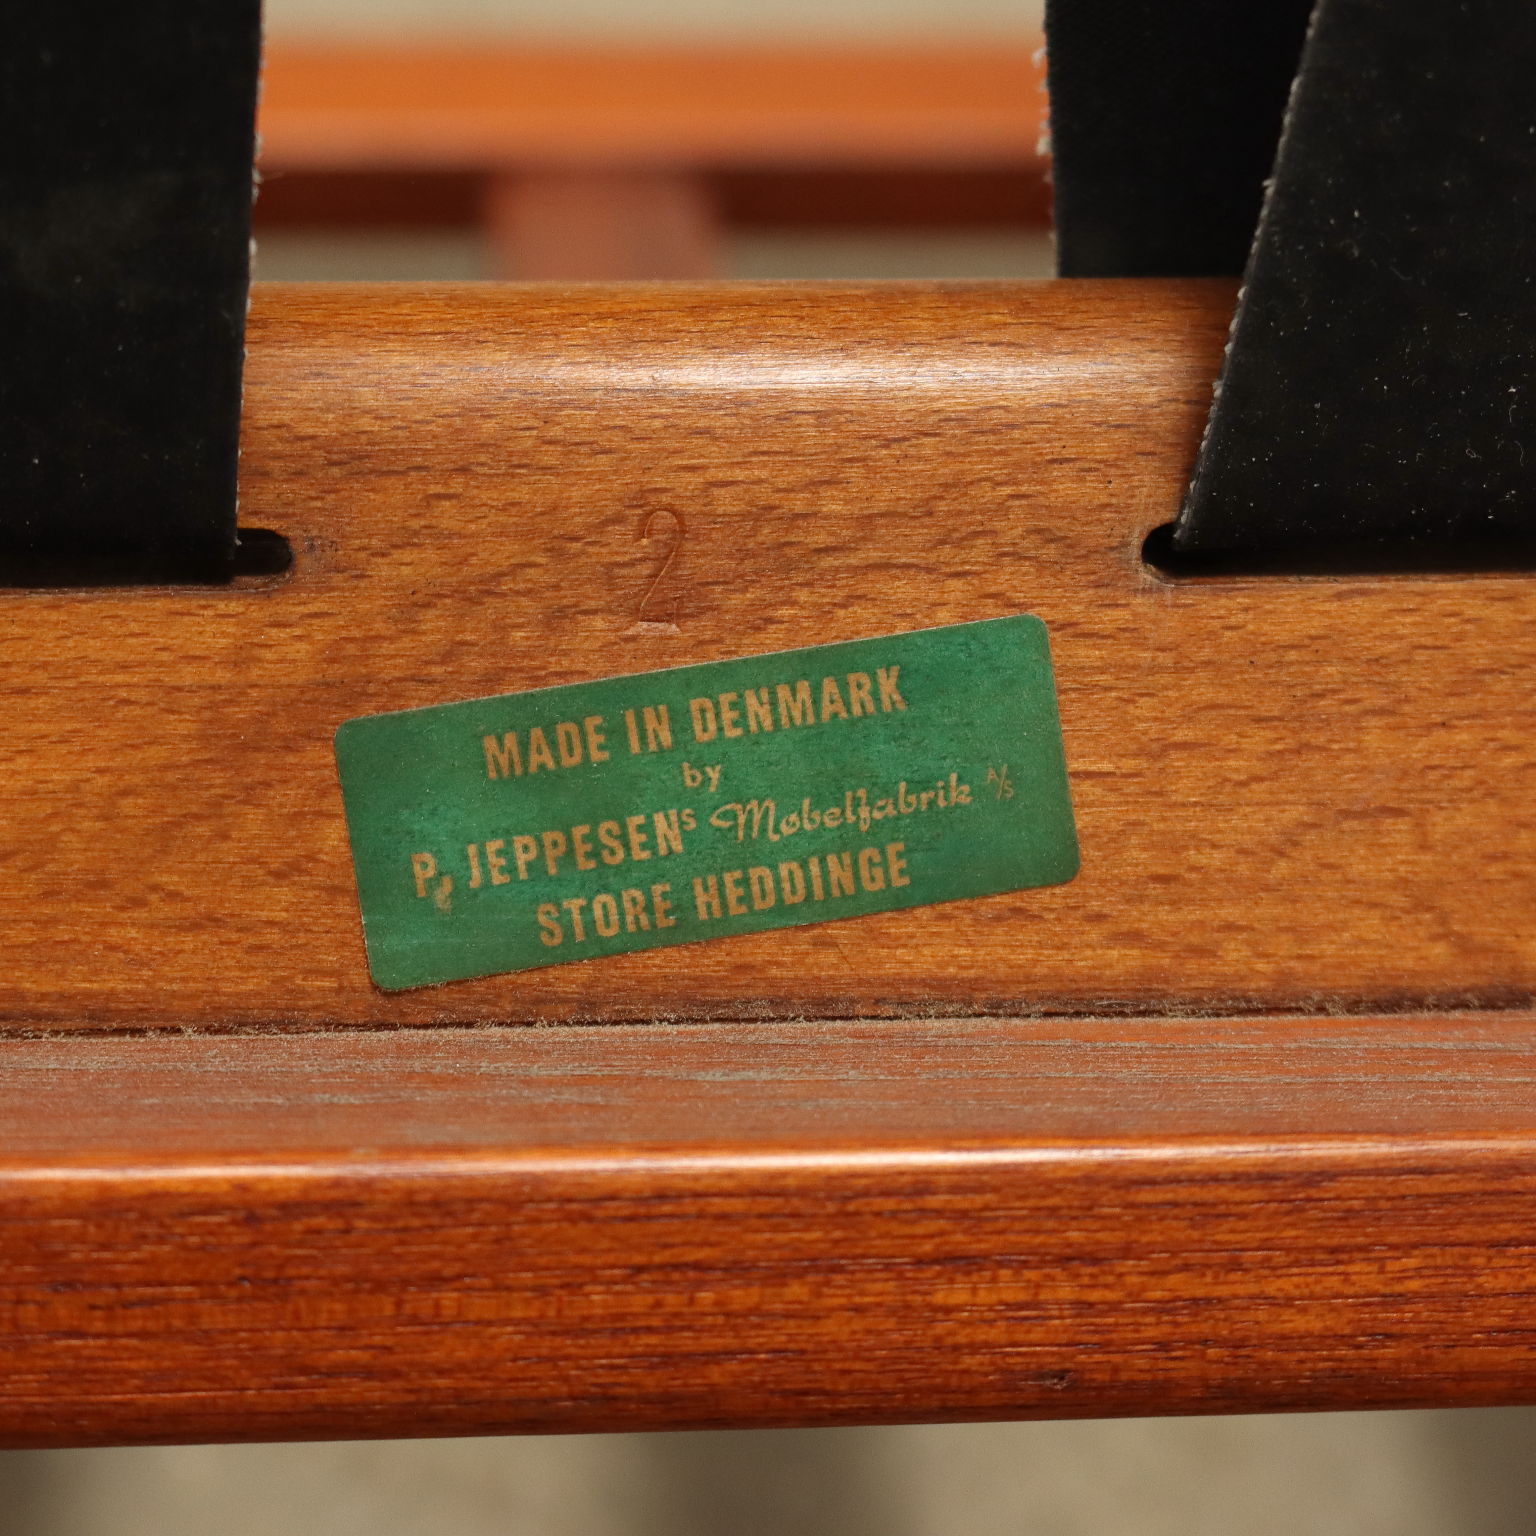 2
MADE IN DENMARK
by
P. JEPPESENS Møbelfabrik A/S
STORE HEDDINGE